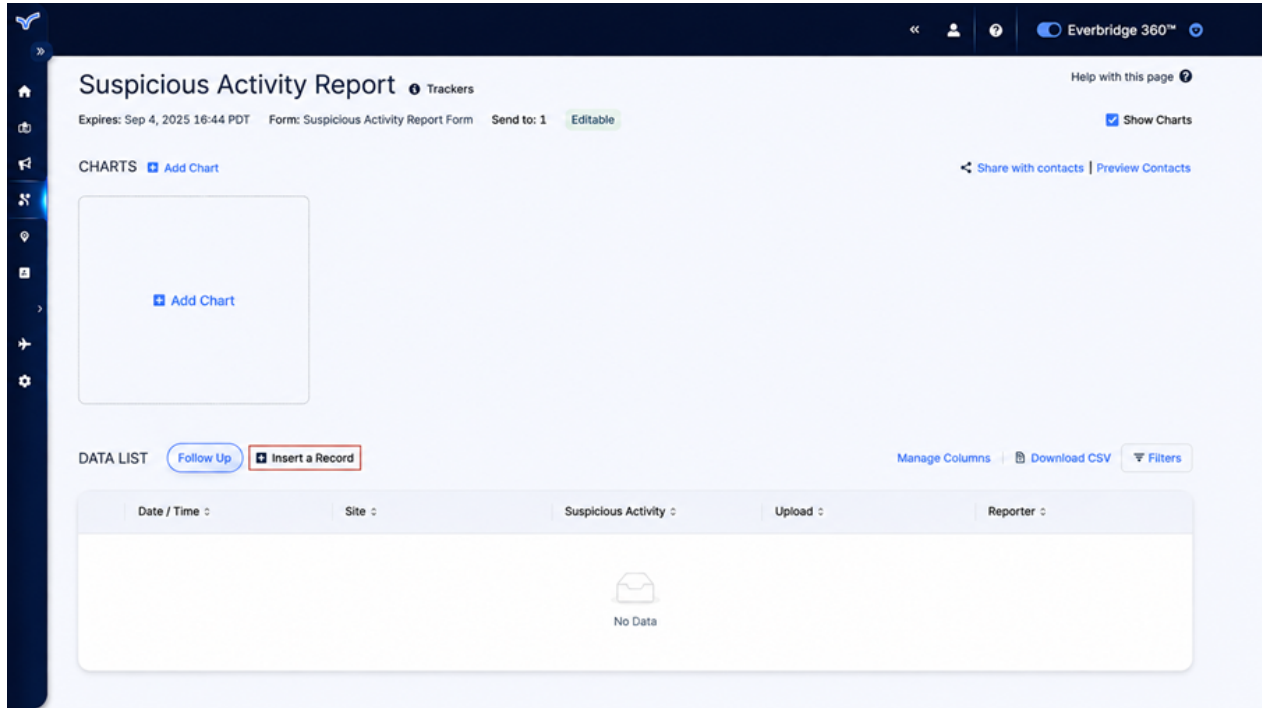 Everbridge 360™
Suspicious Activity Report Trackers
Help with this page
Expires: Sep 4, 2025 16:44 PDT Form: Suspicious Activity Report Form Send to: 1 Editable
Show Charts
CHARTS Add Chart
Share with contacts | Preview Contacts
Add Chart
DATA LIST Follow Up Insert a Record Manage Columns Download CSV Filters
Date / Time Site Suspicious Activity Upload Reporter
No Data